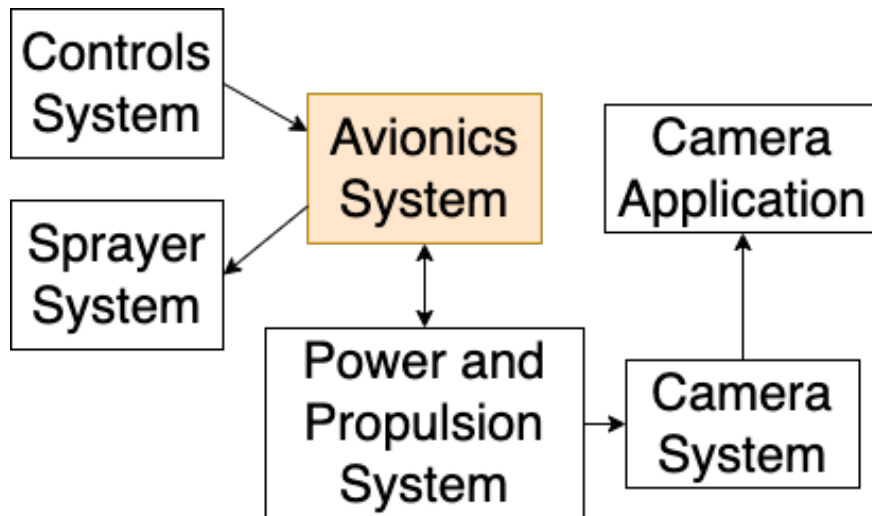 Controls
System
Avionics
System
Camera
Application
Sprayer
System
Power and
Propulsion
System
Camera
System